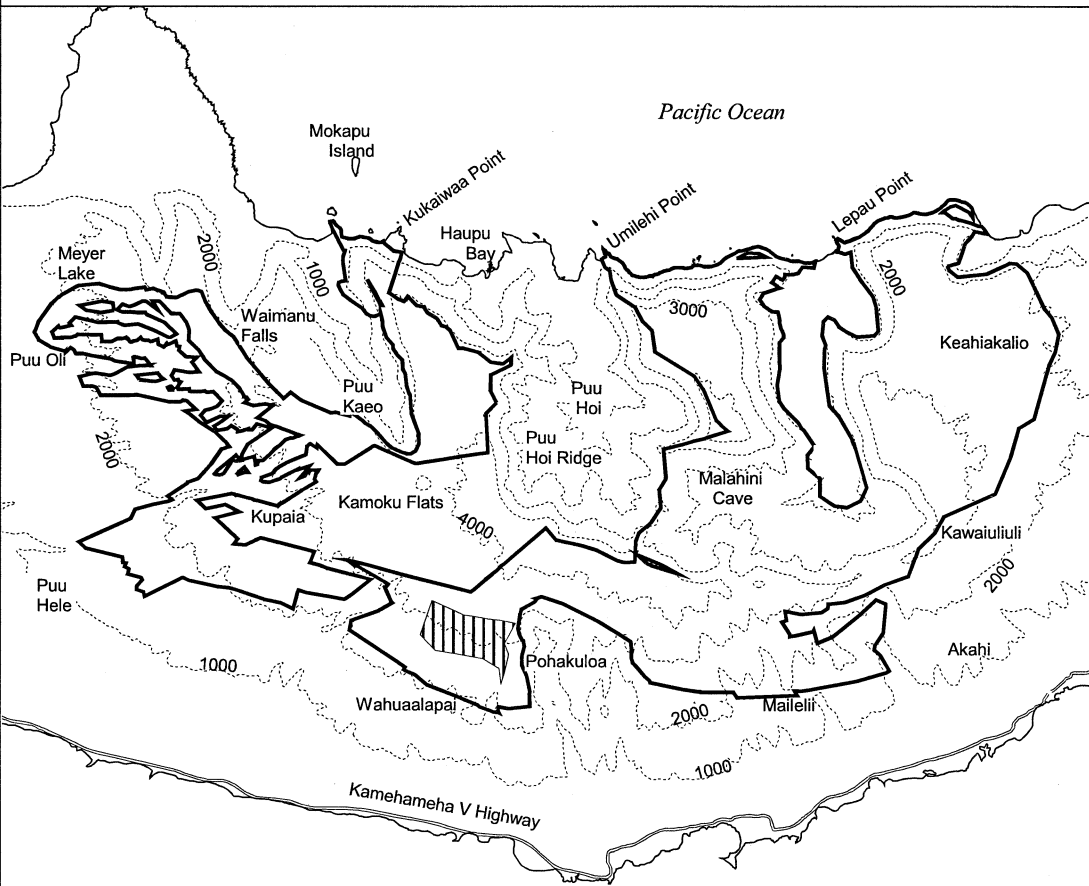 Pacific Ocean
Mokapu
Island
Kukaiwaa Point
Umilehi Point
Lepau Point
Haupu
Bay
Meyer
Lake
2000
1000
2000
3000
Waimanu
Falls
Keahiakalio
Puu Oli
Puu
Kaeo
Puu
Hoi
Puu
Hoi Ridge
2000
Malahini
Cave
Kamoku Flats
Kupaia
4000
Kawaiuliuli
2000
Puu
Hele
Akahi
1000
Pohakuloa
Wahuaalapai
2000
Mailelii
1000
Kamehameha V Highway